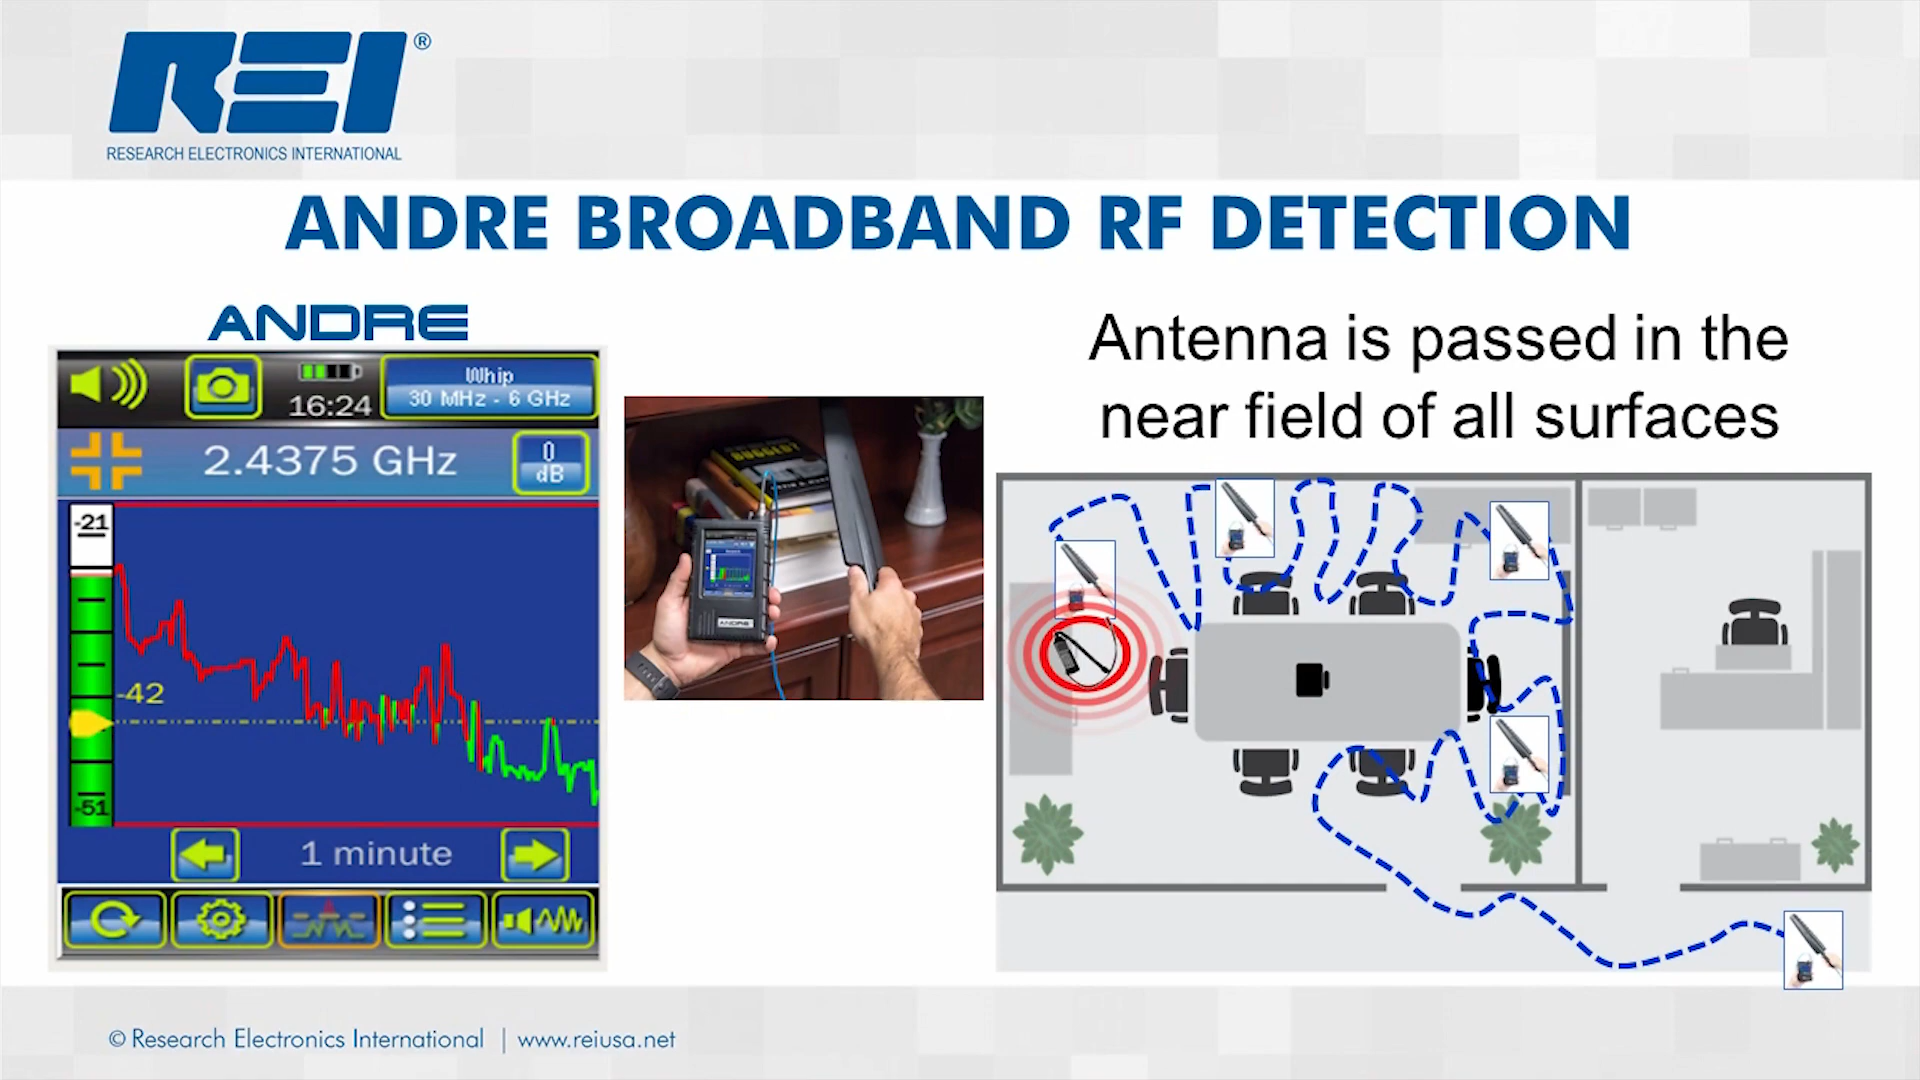 REI®
RESEARCH ELECTRONICS INTERNATIONAL
ANDRE BROADBAND RF DETECTION
ANDRE
Whip
30 MHz - 6 GHz
16:24
2.4375 GHz
0
dB
-21
-42
-51
1 minute
ANDRE
Antenna is passed in the
near field of all surfaces
© Research Electronics International | www.reiusa.net